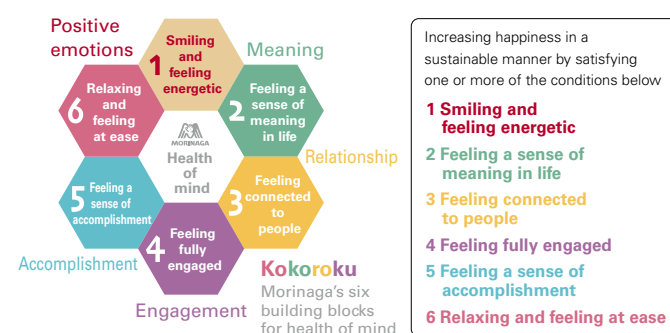 Positive
emotions
1 Smiling
and
feeling
energetic
Meaning
2 Feeling a
sense of
meaning
in life
Relationship
3 Feeling
connected
to
people
4 Feeling
fully
engaged
Engagement
5 Feeling a
sense of
accomplishment
Accomplishment
6 Relaxing
and
feeling
at ease
MORINAGA
Health
of
mind
Kokoroku
Morinaga's six
building blocks
for health of mind
Increasing happiness in a
sustainable manner by satisfying
one or more of the conditions below
1 Smiling and
feeling energetic
2 Feeling a sense of
meaning in life
3 Feeling connected
to people
4 Feeling fully engaged
5 Feeling a sense of
accomplishment
6 Relaxing and feeling at ease